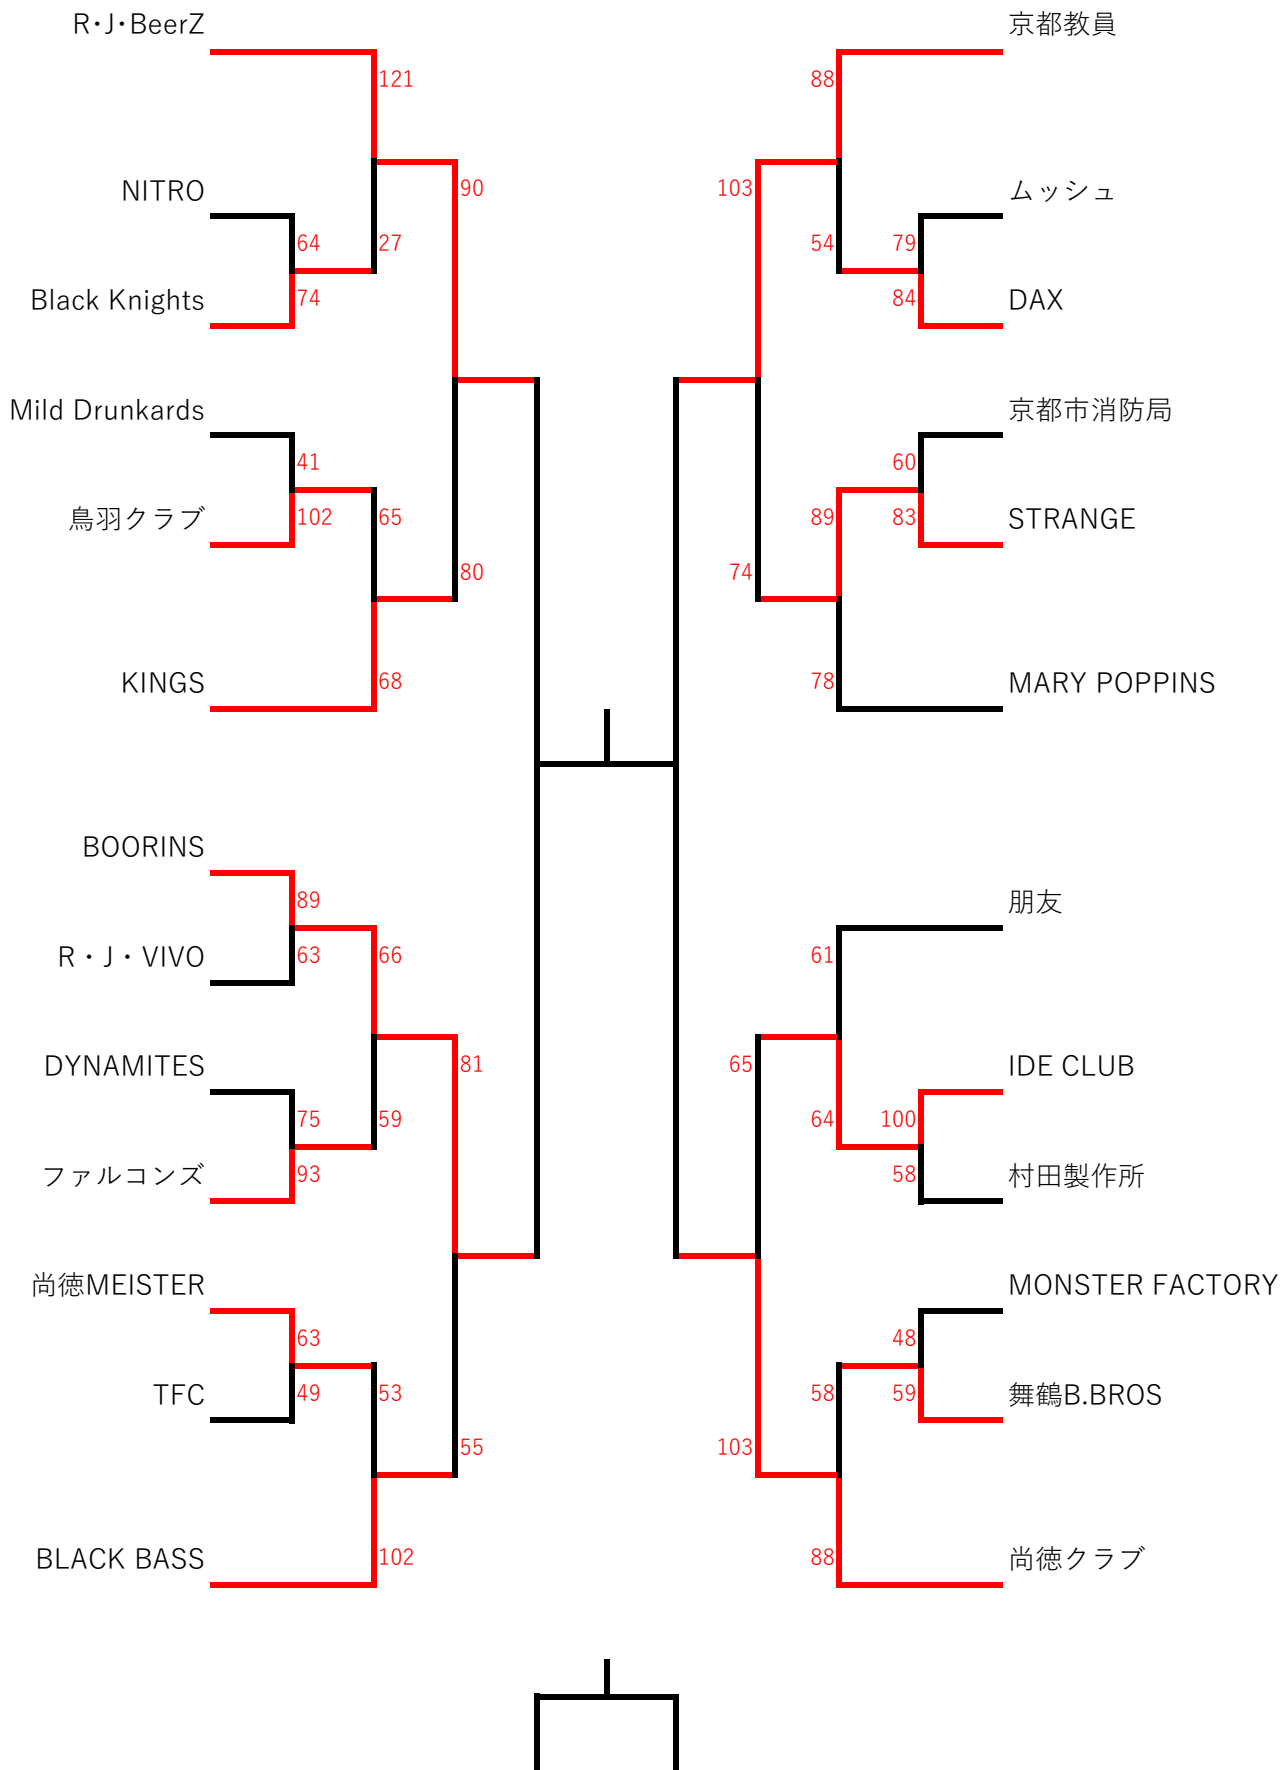 R･J･BeerZ
121
NITRO
64
27
90
Black Knights
74
Mild Drunkards
41
鳥羽クラブ
102
65
80
KINGS
68
BOORINS
89
R・J・VIVO
63
66
DYNAMITES
75
59
81
ファルコンズ
93
尚徳MEISTER
63
TFC
49
53
55
BLACK BASS
102
京都教員
88
103
ムッシュ
54
79
DAX
84
京都市消防局
60
STRANGE
89
83
74
MARY POPPINS
78
朋友
61
65
IDE CLUB
64
100
村田製作所
58
MONSTER FACTORY
48
舞鶴B.BROS
58
59
103
尚徳クラブ
88